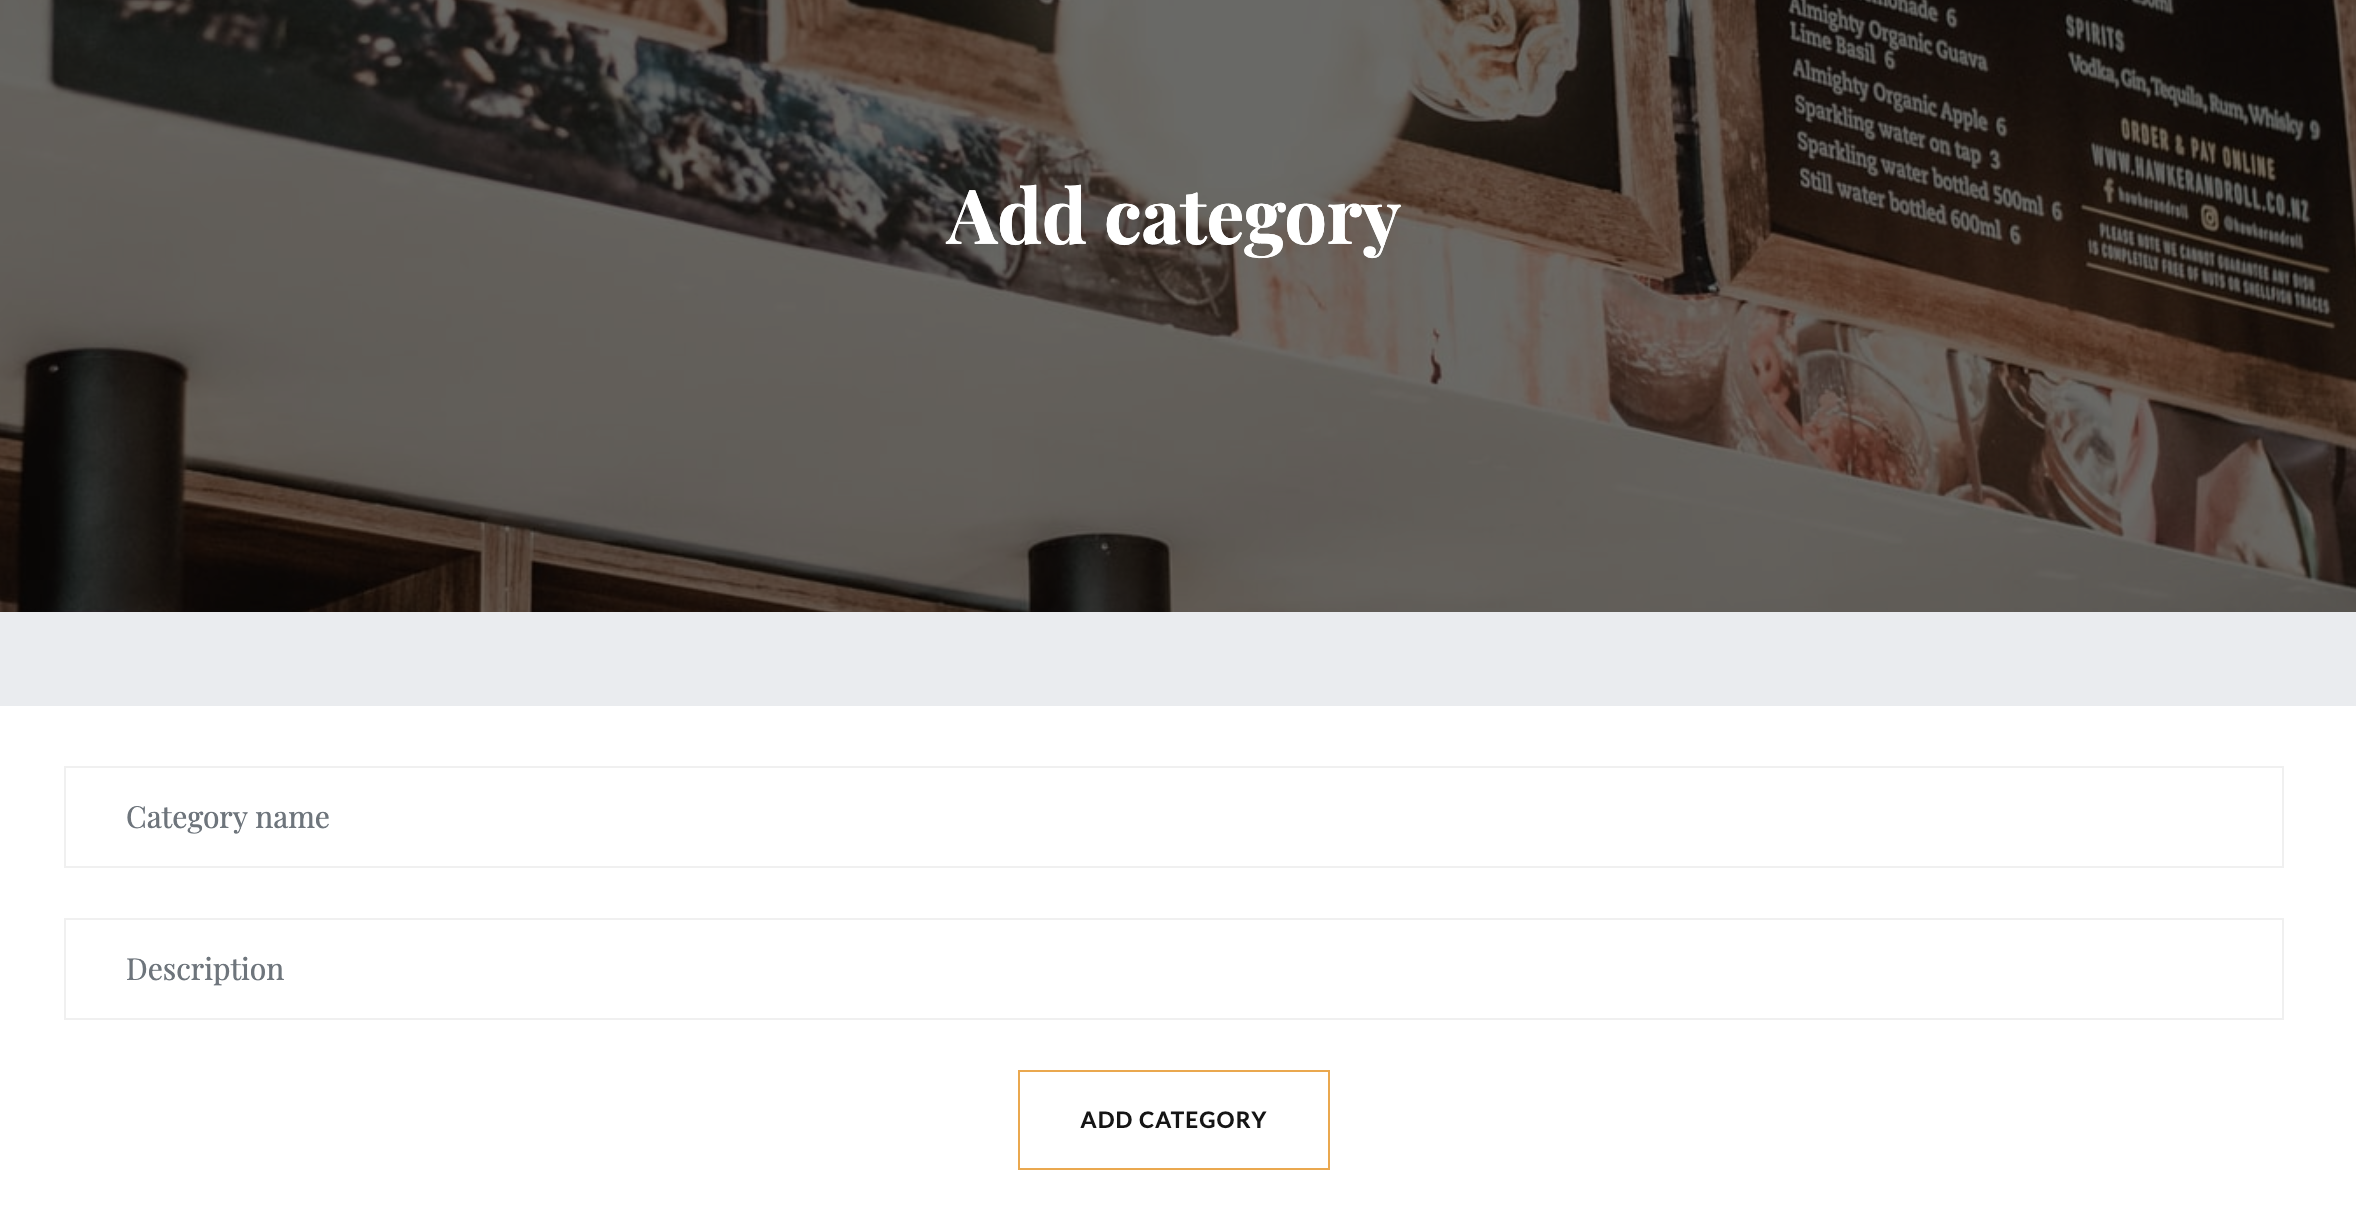 Add category
monade 6
Almighty Organic Guava
Lime Basil 6
Almighty Organic Apple 6
Sparkling water on tap 3
Sparkling water bottled 500ml 6
Still water bottled 600ml 6
SPIRITS
Vodka, Gin, Tequila, Rum, Whisky 9
ORDER & PAY ONLINE
WWW.HAWKERANDROLL.CO.NZ
hawkerandroll @hawkerandroll
PLEASE NOTE WE CANNOT GUARANTEE ANY DISH
IS COMPLETELY FREE OF NUTS OR SHELLFISH TRACES
Category name
Description
ADD CATEGORY